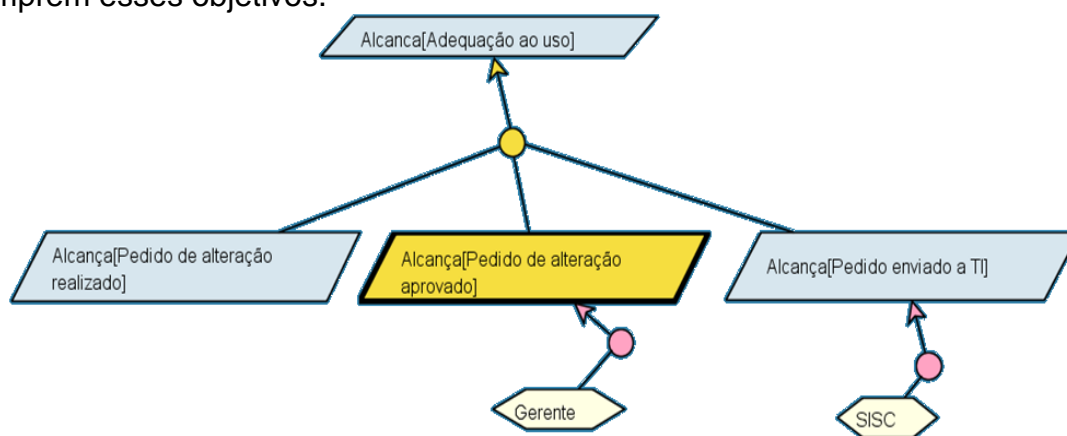 mprem esses objetivos.
Alcanca[Adequação ao uso]
Alcança[Pedido de alteração
realizado]
Alcança[Pedido de alteração
aprovado]
Alcança[Pedido enviado a TI]
Gerente
SISC